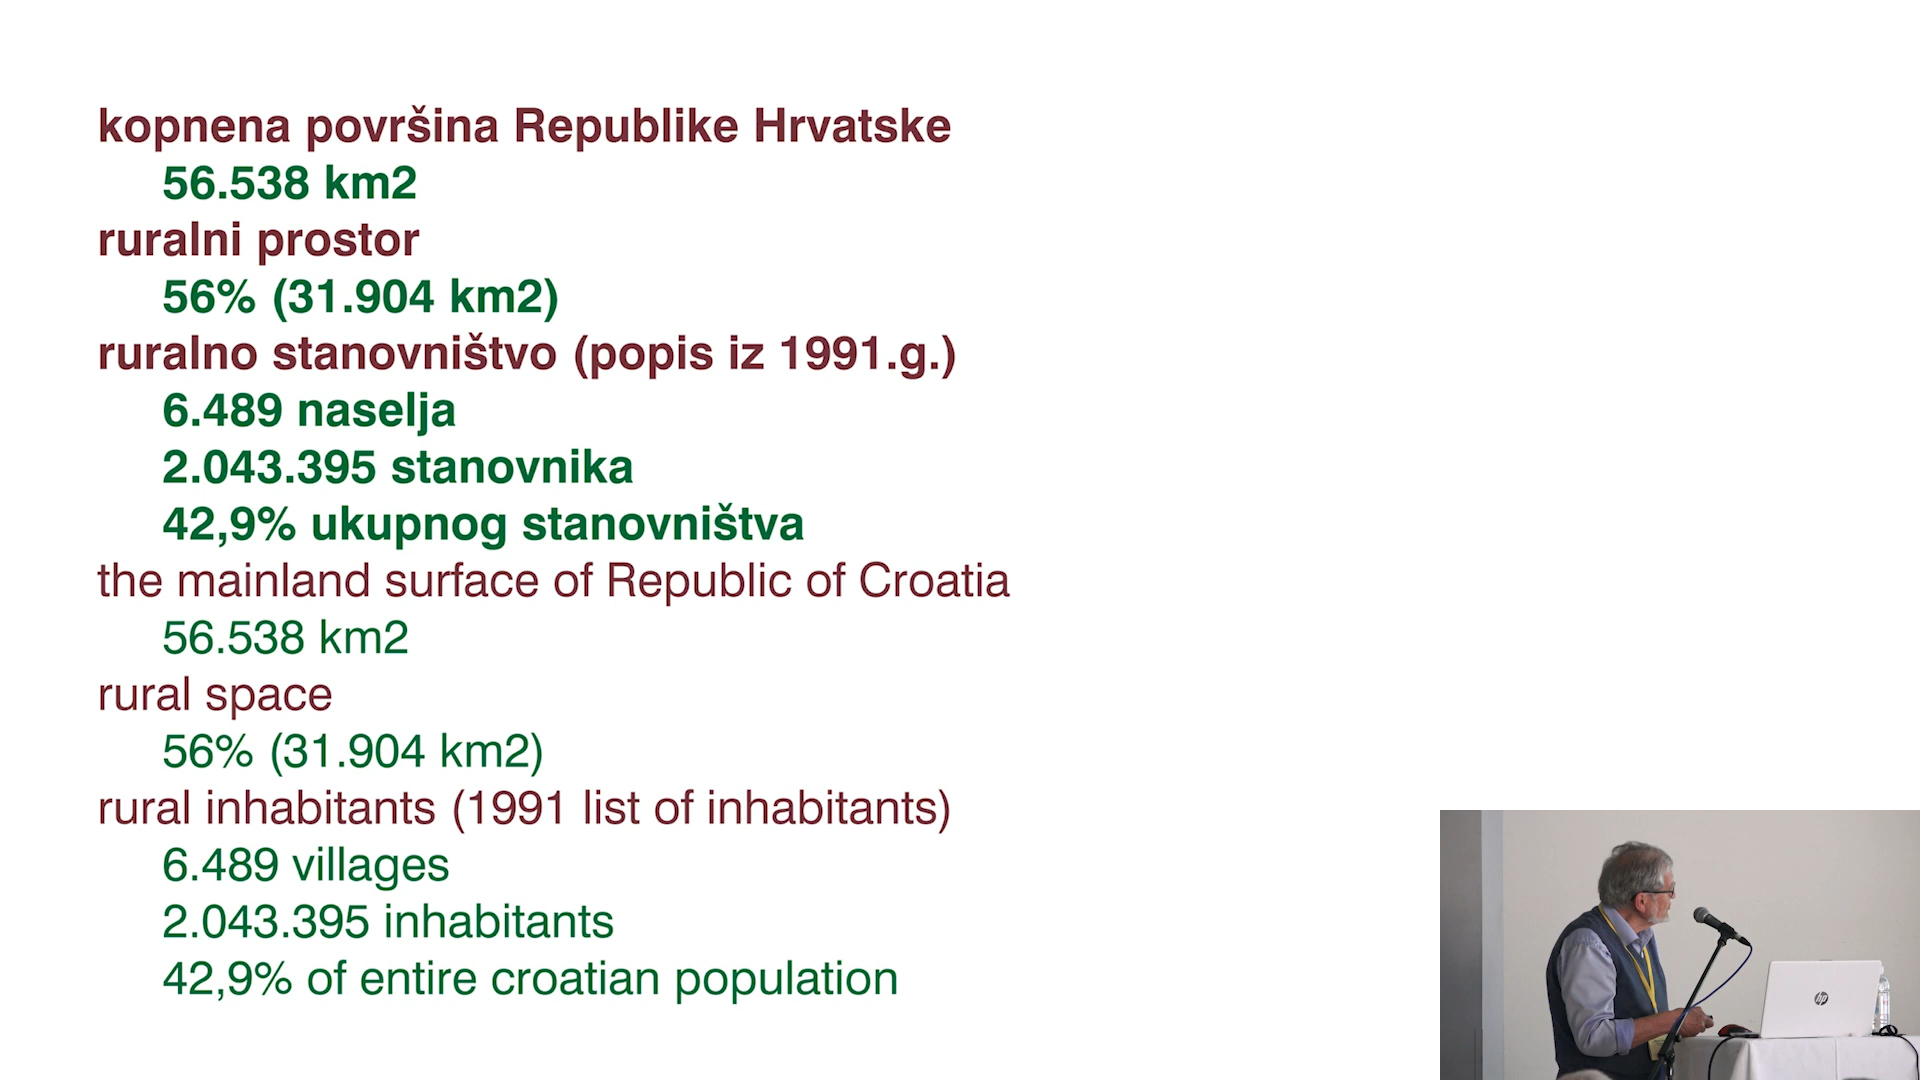 kopnena površina Republike Hrvatske
56.538 km2
ruralni prostor
56% (31.904 km2)
ruralno stanovništvo (popis iz 1991.g.)
6.489 naselja
2.043.395 stanovnika
42,9% ukupnog stanovništva
the mainland surface of Republic of Croatia
56.538 km2
rural space
56% (31.904 km2)
rural inhabitants (1991 list of inhabitants)
6.489 villages
2.043.395 inhabitants
42,9% of entire croatian population
hp